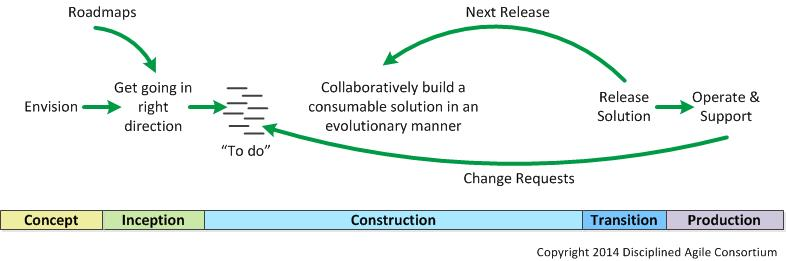 Roadmaps
Next Release
Envision
Get going in
right
direction
“To do”
Collaboratively build a
consumable solution in an
evolutionary manner
Release
Solution
Operate &
Support
Change Requests
Concept
Inception
Construction
Transition
Production
Copyright 2014 Disciplined Agile Consortium